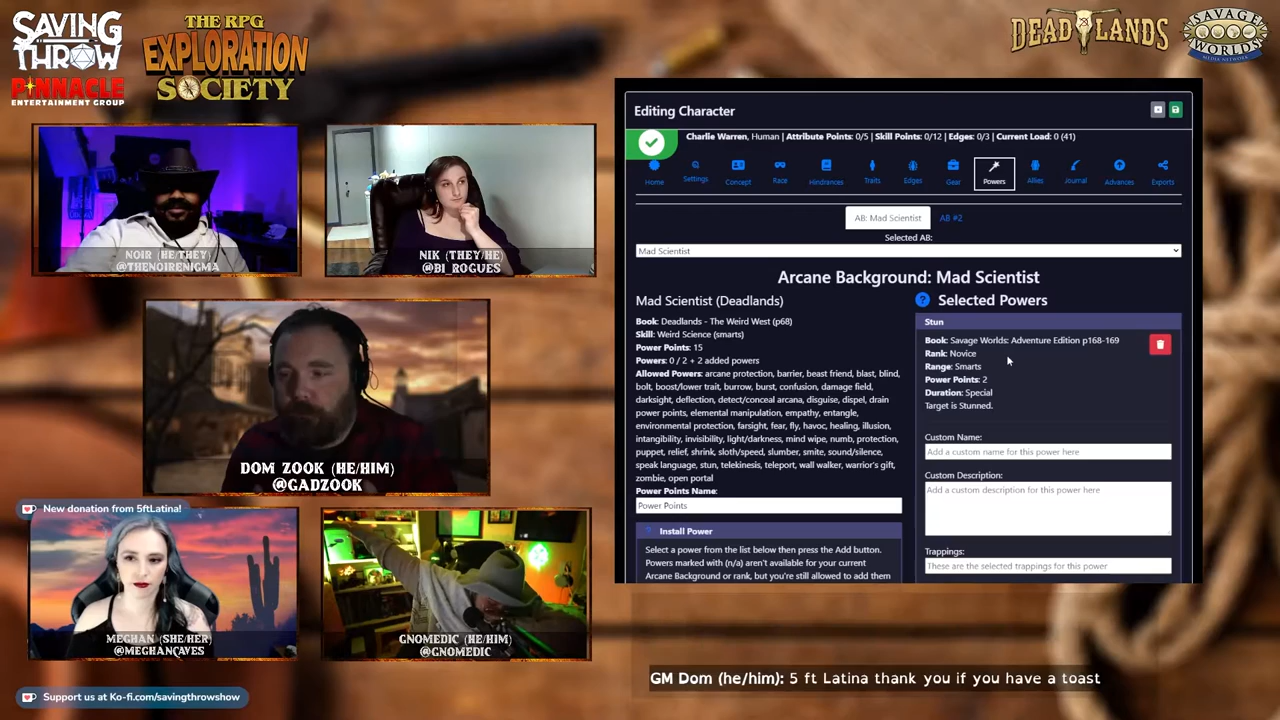 SAVING
THROW
PINNACLE
ENTERTAINMENT GROUP
THE RPG
EXPLORATION
SOCIETY
DEADLANDS
SAVAGE
WORLDS
MEDIA NETWORK
NOIR (HE/THEY)
@THENOIRENIGMA
NIK (THEY/HE)
@BI_ROGUES
DOM ZOOK (HE/HIM)
@GADZOOK
New donation from 5ftLatina!
MEGHAN (SHE/HER)
@MEGHANCAVES
GNOMEDIC (HE/HIM)
@GNOMEDIC
Support us at Ko-fi.com/savingthrowshow
Editing Character
Charlie Warren, Human | Attribute Points: 0/5 | Skill Points: 0/12 | Edges: 0/3 | Current Load: 0 (41)
Home Settings Concept Race Hindrances Traits Edges Gear Powers Allies Journal Advances Exports
AB: Mad Scientist AB #2
Selected AB:
Mad Scientist
Arcane Background: Mad Scientist
Mad Scientist (Deadlands)
Book: Deadlands - The Weird West (p68)
Skill: Weird Science (smarts)
Power Points: 15
Powers: 0 / 2 + 2 added powers
Allowed Powers: arcane protection, barrier, beast friend, blast, blind,
bolt, boost/lower trait, burrow, burst, confusion, damage field,
darksight, deflection, detect/conceal arcana, disguise, dispel, drain
power points, elemental manipulation, empathy, entangle,
environmental protection, farsight, fear, fly, havoc, healing, illusion,
intangibility, invisibility, light/darkness, mind wipe, numb, protection,
puppet, relief, shrink, sloth/speed, slumber, smite, sound/silence,
speak language, stun, telekinesis, teleport, wall walker, warrior's gift,
zombie, open portal
Power Points Name:
Power Points
? Install Power
Select a power from the list below then press the Add button.
Powers marked with (n/a) aren't available for your current
Arcane Background or rank, but you're still allowed to add them
? Selected Powers
Stun
Book: Savage Worlds: Adventure Edition p168-169
Rank: Novice
Range: Smarts
Power Points: 2
Duration: Special
Target is Stunned.
Custom Name:
Add a custom name for this power here
Custom Description:
Add a custom description for this power here
Trappings:
These are the selected trappings for this power
GM Dom (he/him): 5 ft Latina thank you if you have a toast